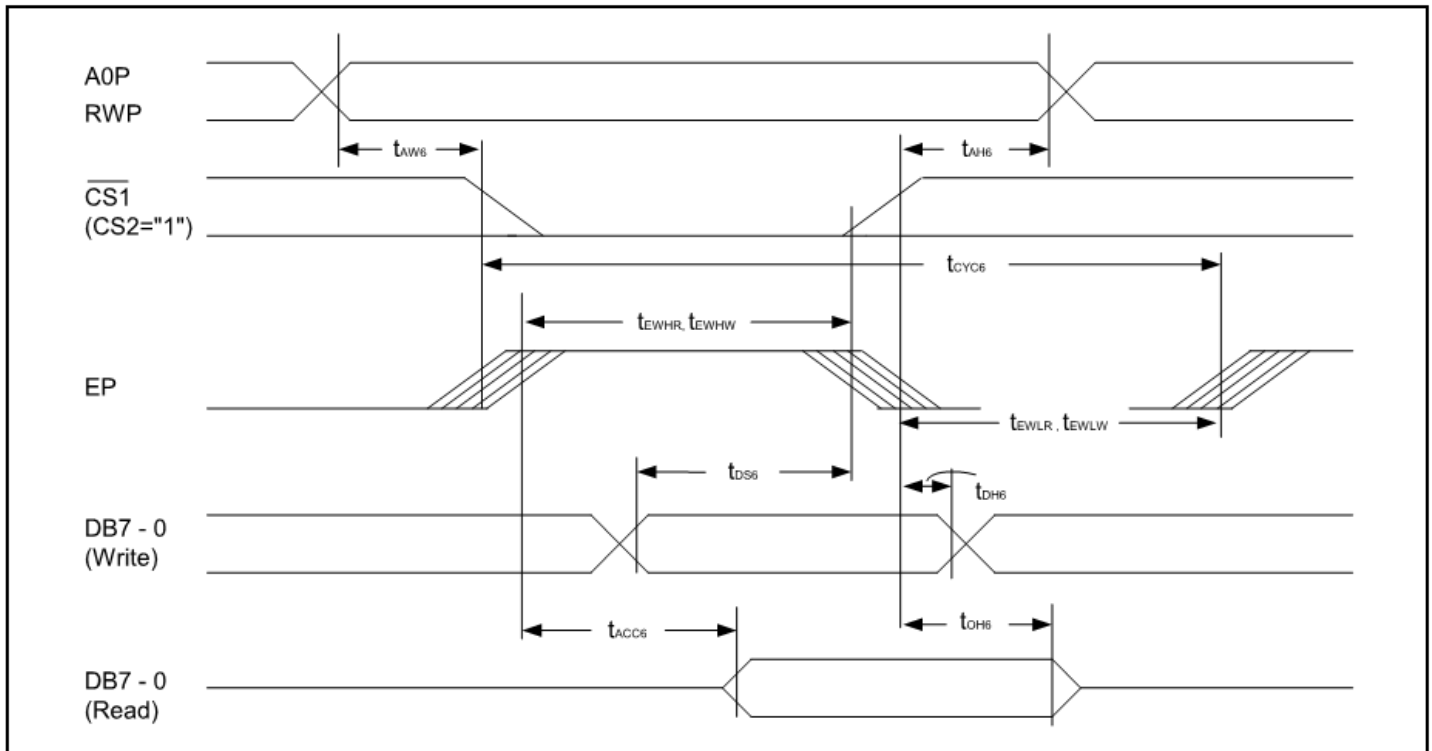 A0P
RWP
tAW6
tAH6
CS1
(CS2="1")
tCYC6
tEWHR, tEWHW
EP
tEWLR , tEWLW
tDS6
tDH6
DB7 - 0
(Write)
tACC6
tOH6
DB7 - 0
(Read)